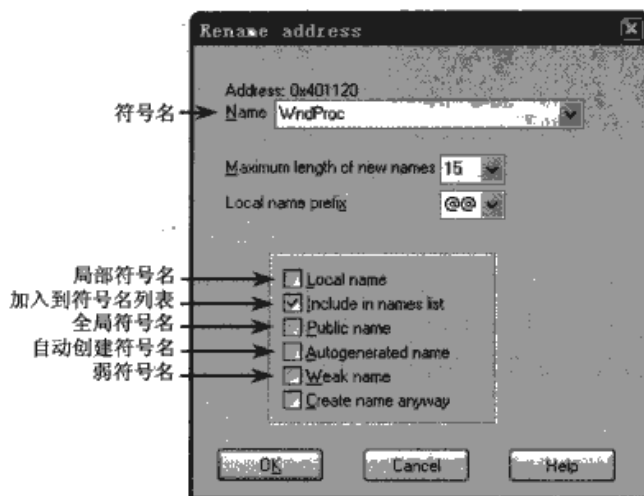 Rename address
Address: 0x401120
符号名
Name WndProc
Maximum length of new names 15
Local name prefix @@
局部符号名
Local name
加入到符号名列表
Include in names list
全局符号名
Public name
自动创建符号名
Autogenerated name
弱符号名
Weak name
Create name anyway
OK Cancel Help